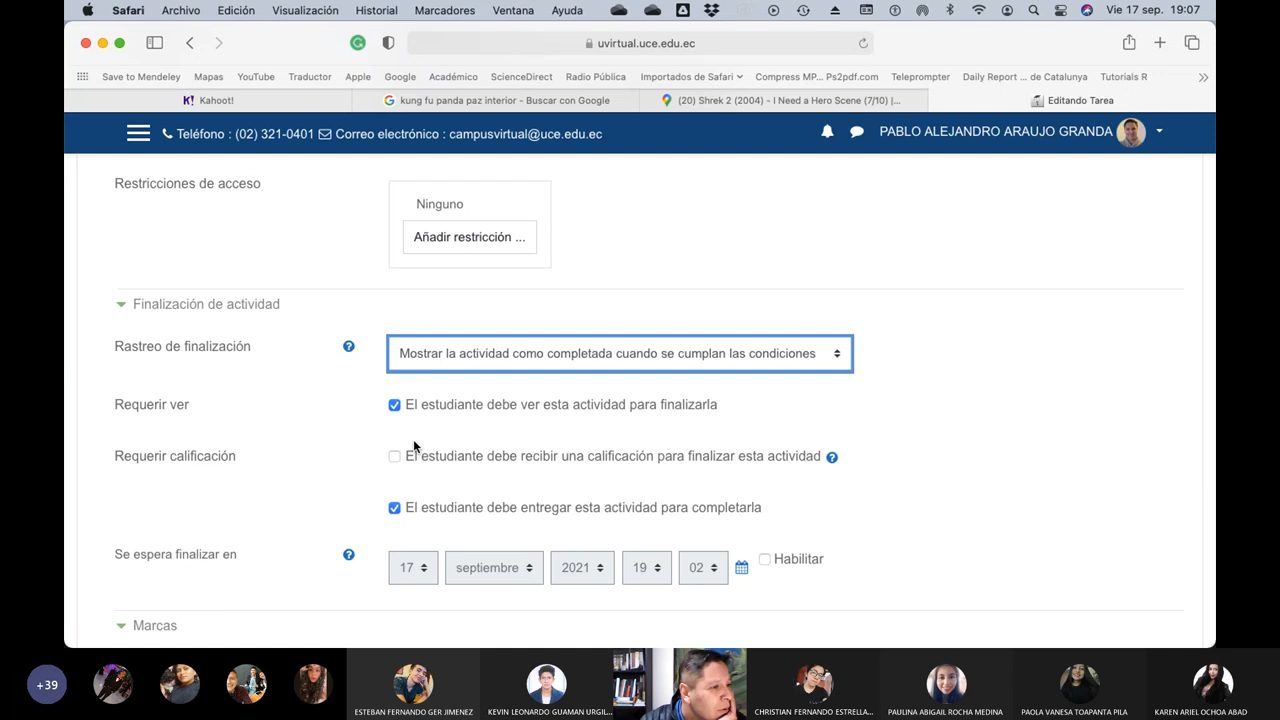 Safari Archivo Edición Visualización Historial Marcadores Ventana Ayuda Vie 17 sep. 19:07
uvirtual.uce.edu.ec
Save to Mendeley Mapas YouTube Traductor Apple Google Académico ScienceDirect Radio Pública Importados de Safari Compress MP... Ps2pdf.com Teleprompter Daily Report ... de Catalunya Tutorials R
Kahoot! kung fu panda paz interior - Buscar con Google (20) Shrek 2 (2004) - I Need a Hero Scene (7/10) |... Editando Tarea
Teléfono : (02) 321-0401 Correo electrónico : campusvirtual@uce.edu.ec PABLO ALEJANDRO ARAUJO GRANDA
Restricciones de acceso
Ninguno
Añadir restricción ...
Finalización de actividad
Rastreo de finalización Mostrar la actividad como completada cuando se cumplan las condiciones
Requerir ver El estudiante debe ver esta actividad para finalizarla
Requerir calificación El estudiante debe recibir una calificación para finalizar esta actividad
El estudiante debe entregar esta actividad para completarla
Se espera finalizar en 17 septiembre 2021 19 02 Habilitar
Marcas
+39 ESTEBAN FERNANDO GER JIMENEZ KEVIN LEONARDO GUAMAN URGIL... CHRISTIAN FERNANDO ESTRELLA... PAULINA ABIGAIL ROCHA MEDINA PAOLA VANESA TOAPANTA PILA KAREN ARIEL OCHOA ABAD